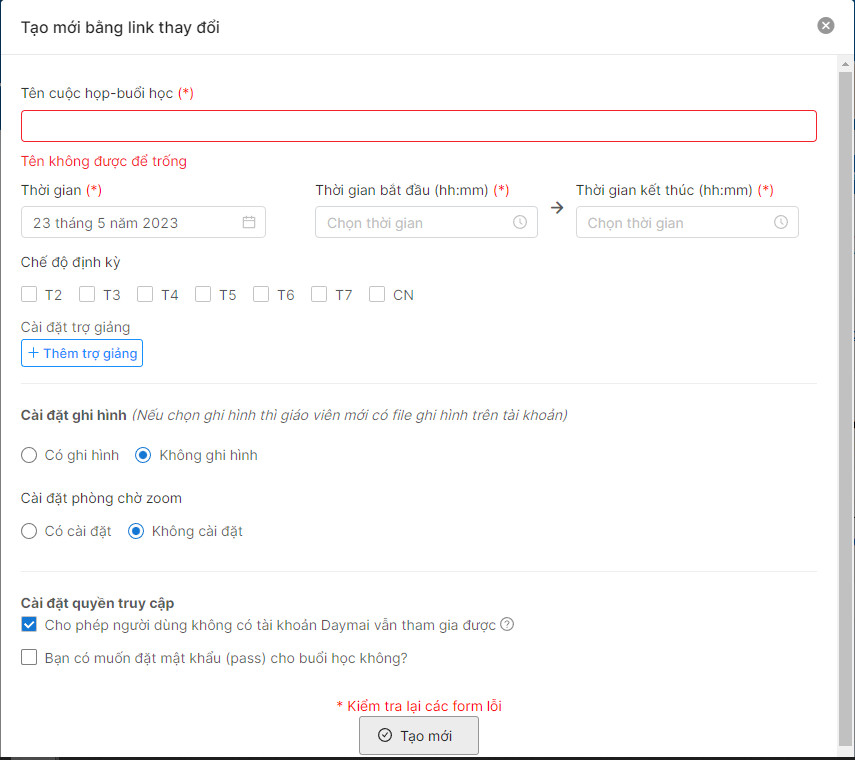 Tạo mới bằng link thay đổi
Tên cuộc họp-buổi học (*)
Tên không được để trống
Thời gian (*) Thời gian bắt đầu (hh:mm) (*) Thời gian kết thúc (hh:mm) (*)
23 tháng 5 năm 2023 Chọn thời gian → Chọn thời gian
Chế độ định kỳ
T2 T3 T4 T5 T6 T7 CN
Cài đặt trợ giảng
+ Thêm trợ giảng
Cài đặt ghi hình (Nếu chọn ghi hình thì giáo viên mới có file ghi hình trên tài khoản)
Có ghi hình Không ghi hình
Cài đặt phòng chờ zoom
Có cài đặt Không cài đặt
Cài đặt quyền truy cập
Cho phép người dùng không có tài khoản Daymai vẫn tham gia được ?
Bạn có muốn đặt mật khẩu (pass) cho buổi học không?
* Kiểm tra lại các form lỗi
Tạo mới